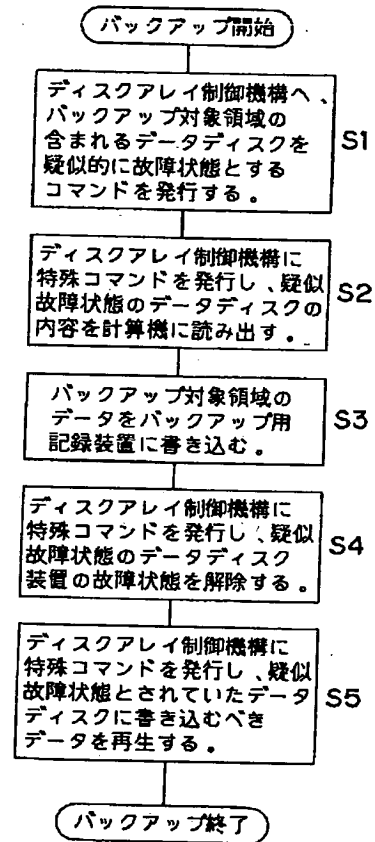 バックアップ開始
ディスクアレイ制御機構へ、
バックアップ対象領域の
含まれるデータディスクを
疑似的に故障状態とする
コマンドを発行する。
S1
ディスクアレイ制御機構に
特殊コマンドを発行し、疑似
故障状態のデータディスクの
内容を計算機に読み出す。
S2
バックアップ対象領域の
データをバックアップ用
記録装置に書き込む。
S3
ディスクアレイ制御機構に
特殊コマンドを発行し、疑似
故障状態のデータディスク
装置の故障状態を解除する。
S4
ディスクアレイ制御機構に
特殊コマンドを発行し、疑似
故障状態とされていたデータ
ディスクに書き込むべき
データを再生する。
S5
バックアップ終了